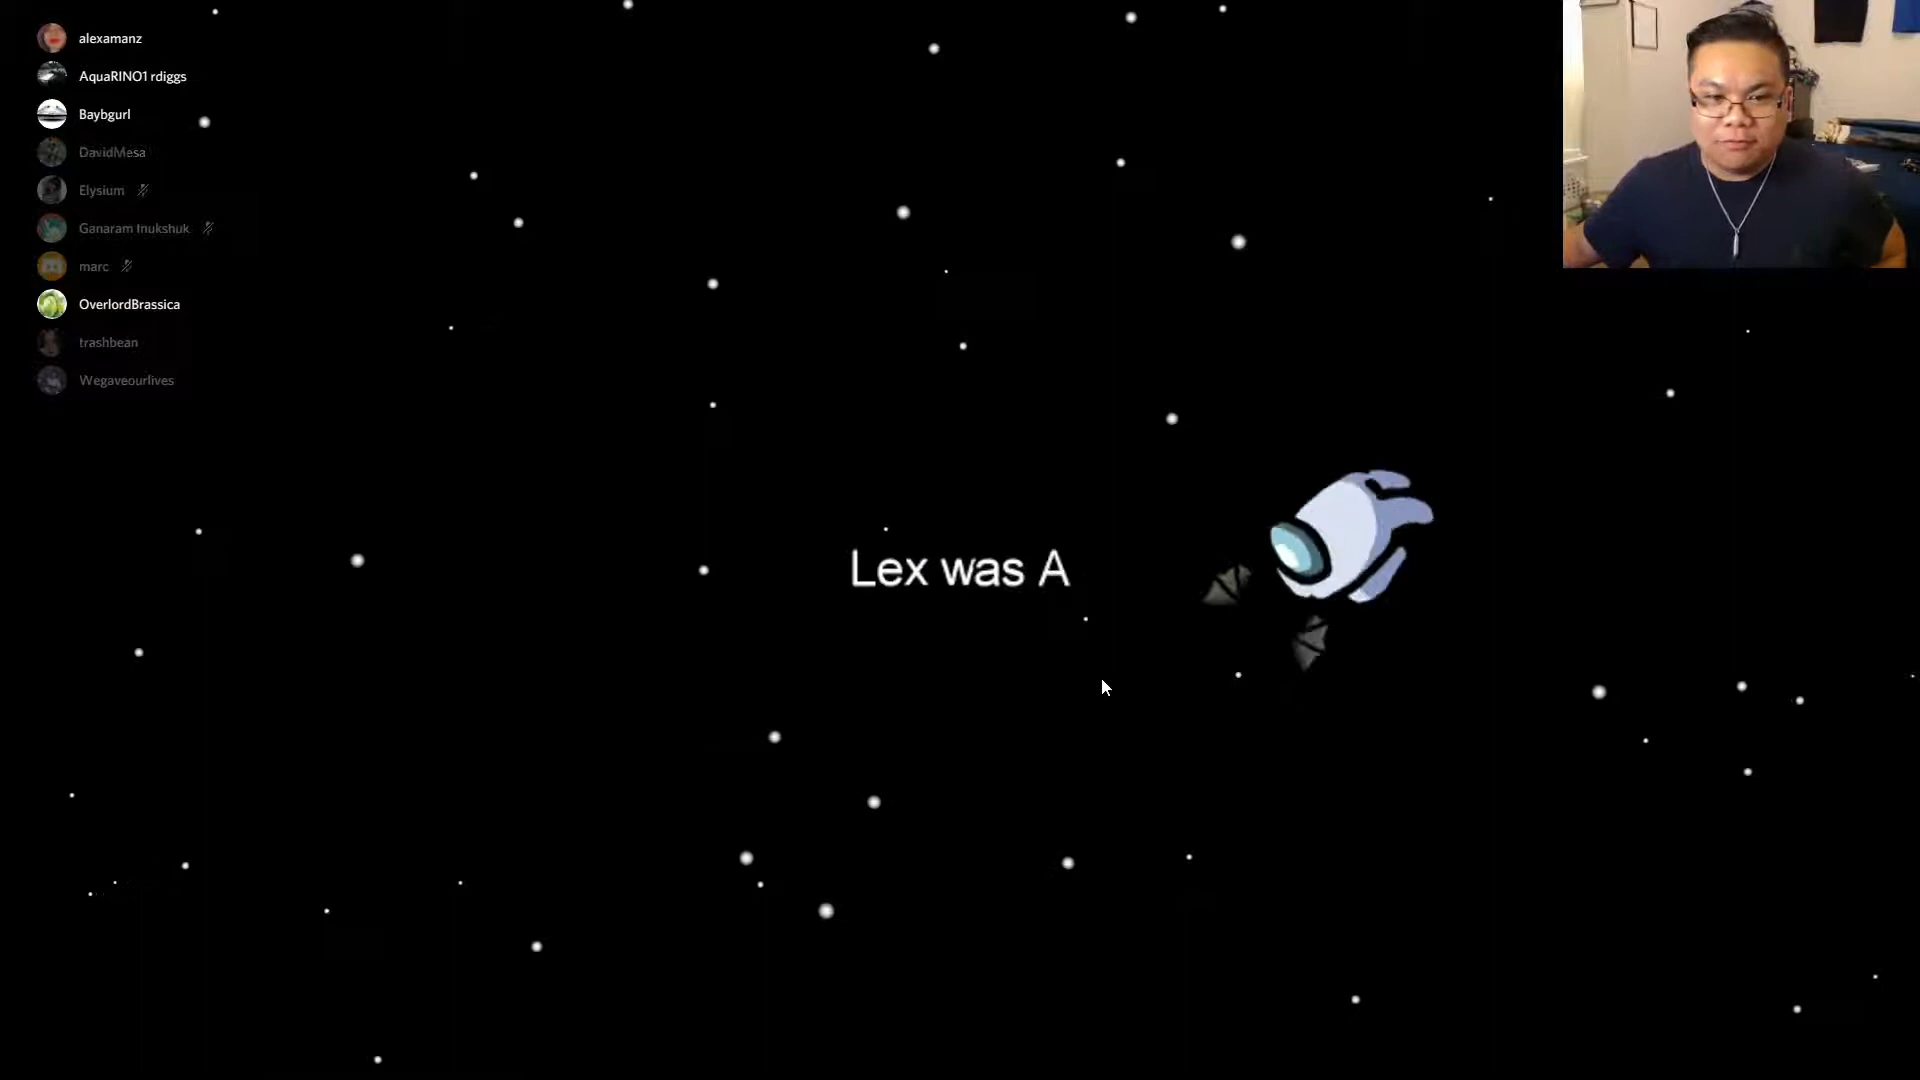 alexamanz
AquaRINO1 rdiggs
Baybgurl
DavidMesa
Elysium
Ganaram Inukshuk
marc
OverlordBrassica
trashbean
Wegaveourlives
Lex was A